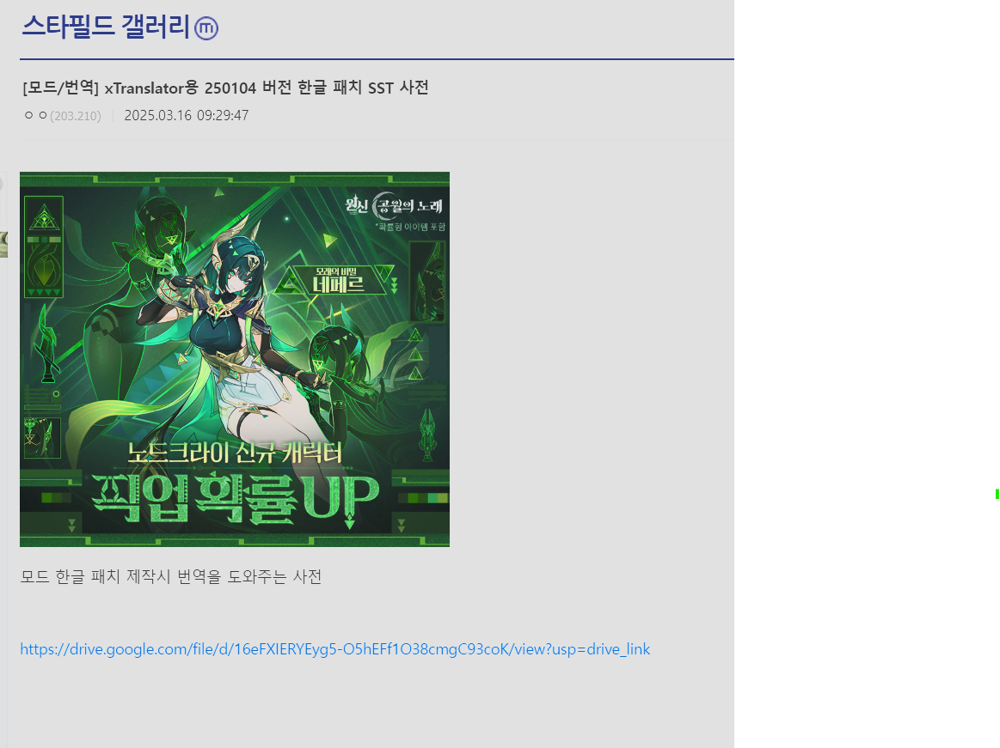 스타필드 갤러리 ⓜ
[모드/번역] xTranslator용 250104 버전 한글 패치 SST 사전
ㅇㅇ(203.210) 2025.03.16 09:29:47
원신 공월의 노래
*확률형 아이템 포함
모래의 비밀
네페르
노드크라이 신규 캐릭터
픽업 확률 UP
모드 한글 패치 제작시 번역을 도와주는 사전
https://drive.google.com/file/d/16eFXIERYEyg5-O5hEFf1O38cmgC93coK/view?usp=drive_link